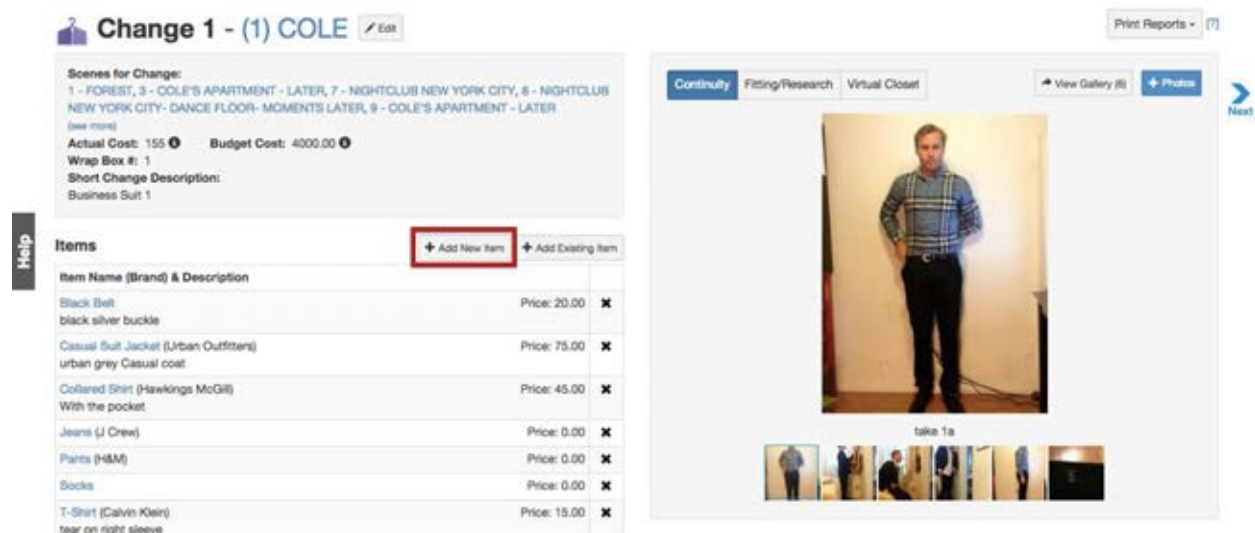 Change 1 - (1) COLE Edit
Print Reports [?]
Scenes for Change:
1 - FOREST, 3 - COLE'S APARTMENT - LATER, 7 - NIGHTCLUB NEW YORK CITY, 8 - NIGHTCLUB
NEW YORK CITY- DANCE FLOOR- MOMENTS LATER, 9 - COLE'S APARTMENT - LATER
(see more)
Actual Cost: 155 Budget Cost: 4000.00
Wrap Box #: 1
Short Change Description:
Business Suit 1
Help
Items
+ Add New Item + Add Existing Item
Item Name (Brand) & Description
Black Belt Price: 20.00
black silver buckle
Casual Suit Jacket (Urban Outfitters) Price: 75.00
urban grey Casual coat
Collared Shirt (Hawkings McGill) Price: 45.00
With the pocket
Jeans (J Crew) Price: 0.00
Pants (H&M) Price: 0.00
Socks Price: 0.00
T-Shirt (Calvin Klein) Price: 15.00
tear on right sleeve
Continuity Fitting/Research Virtual Closet View Gallery (6) + Photos
Next
take 1a